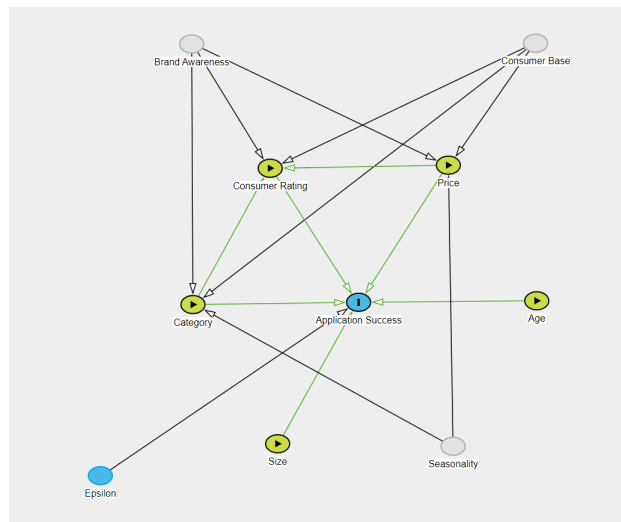 Brand Awareness
Consumer Base
Consumer Rating
Price
Category
Application Success
Age
Size
Seasonality
Epsilon